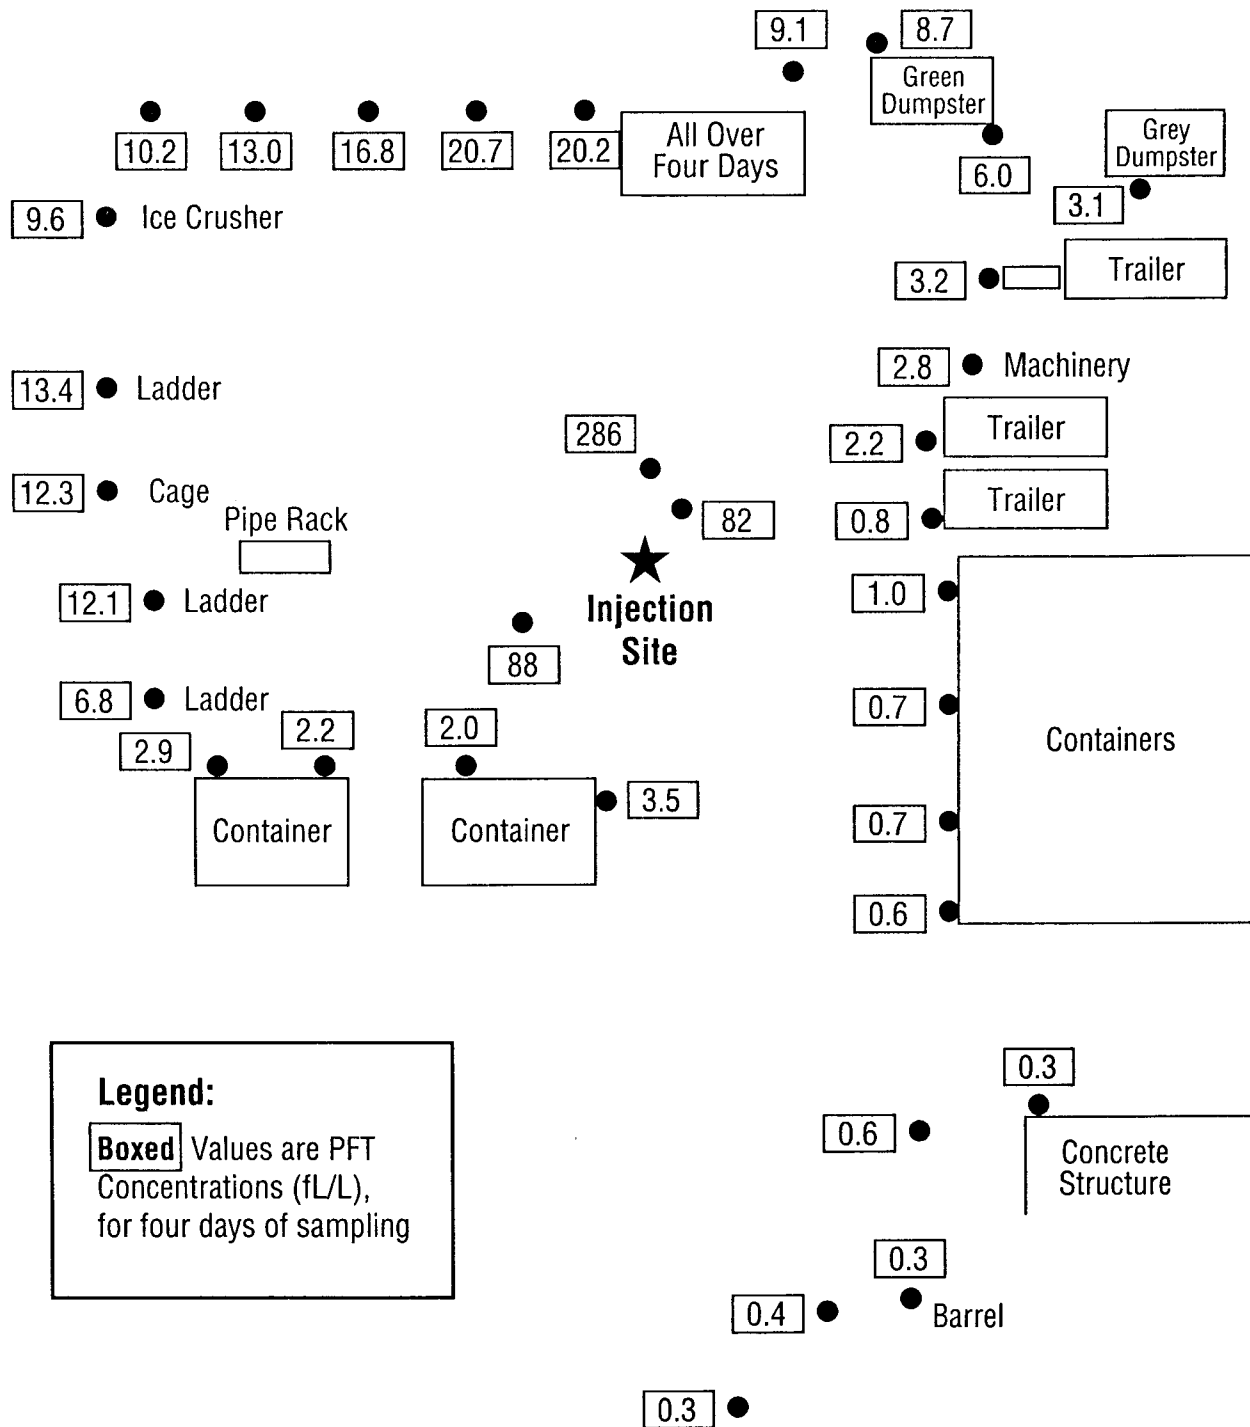 9.1
8.7
Green
Dumpster
10.2
13.0
16.8
20.7
20.2
All Over
Four Days
Grey
Dumpster
6.0
3.1
9.6
Ice Crusher
3.2
Trailer
2.8
Machinery
13.4
Ladder
286
2.2
Trailer
12.3
Cage
82
0.8
Trailer
Pipe Rack
12.1
Ladder
Injection
Site
1.0
88
6.8
Ladder
0.7
2.9
2.2
2.0
Containers
3.5
Container
Container
0.7
0.6
Legend:
Boxed Values are PFT
Concentrations (fL/L),
for four days of sampling
0.3
0.6
Concrete
Structure
0.3
0.4
Barrel
0.3